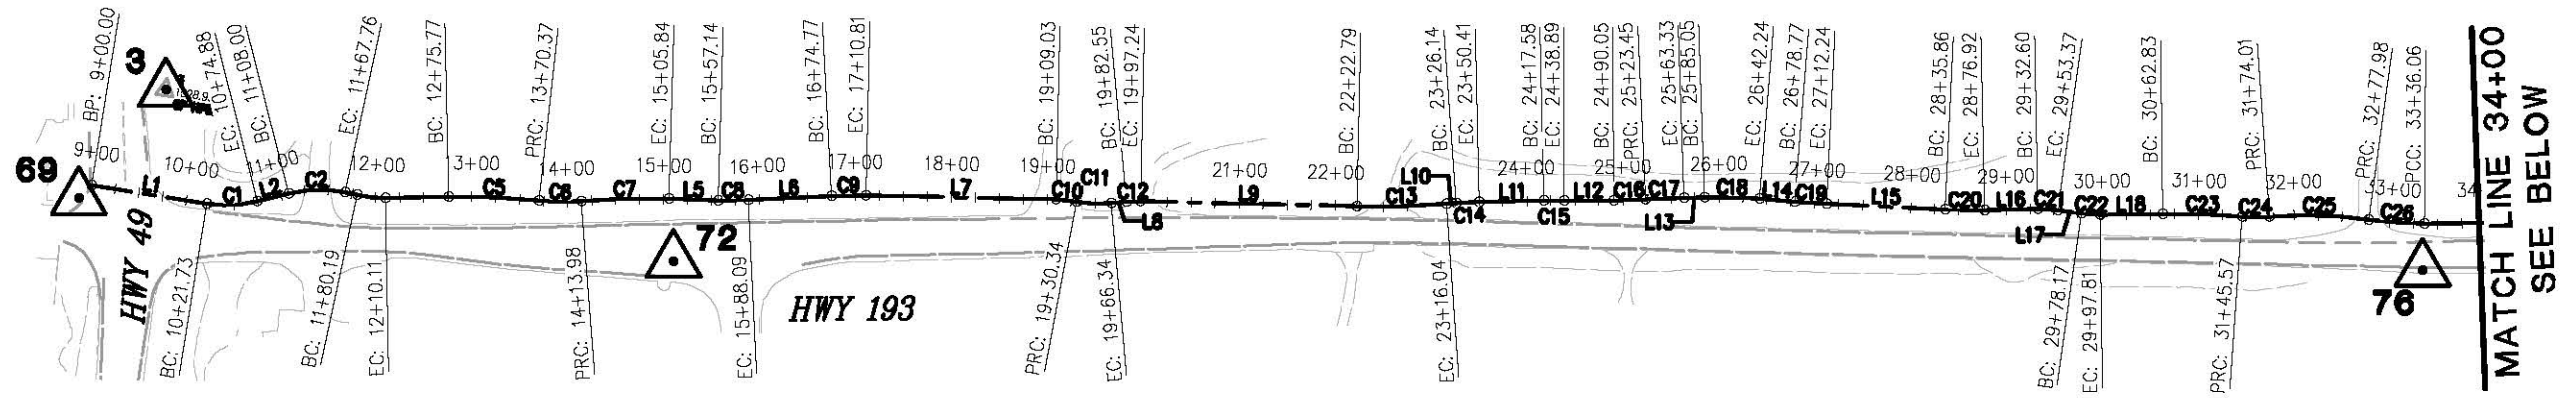 BP: 9+00.00
EC: 10+74.88
BC: 11+08.00
EC: 11+67.76
BC: 12+75.77
PRC: 13+70.37
EC: 15+05.84
BC: 15+57.14
BC: 16+74.77
EC: 17+10.81
BC: 19+09.03
BC: 19+82.55
EC: 19+97.24
BC: 22+22.79
BC: 23+26.14
EC: 23+50.41
BC: 24+17.58
EC: 24+38.89
BC: 24+90.05
PRC: 25+23.45
EC: 25+63.33
BC: 25+85.05
EC: 26+42.24
BC: 26+78.77
EC: 27+12.24
BC: 28+35.86
EC: 28+76.92
BC: 29+32.60
EC: 29+53.37
BC: 30+62.83
PRC: 31+74.01
PRC: 32+77.98
PCC: 33+36.06
3
69
9+00
10+00
11+00
12+00
3+00
14+00
15+00
16+00
17+00
18+00
19+00
21+00
22+00
24+00
25+00
26+00
27+00
28+00
29+00
30+00
31+00
32+00
33+00
34
L1
C1
L2
C2
C5
C6
C7
L5
C8
L6
C9
L7
C10
C11
C12
L8
L9
C13
L10
C14
L11
C15
L12
C16
C17
L13
C18
L14
C19
L15
C20
L16
C21
L17
C22
L18
C23
C24
C25
C26
72
76
HWY 49
HWY 193
BC: 10+21.73
BC: 11+80.19
EC: 12+10.11
PRC: 14+13.98
EC: 15+88.09
PRC: 19+30.34
EC: 19+66.34
EC: 23+16.04
BC: 29+78.17
EC: 29+97.81
PRC: 31+45.57
MATCH LINE 34+00
SEE BELOW